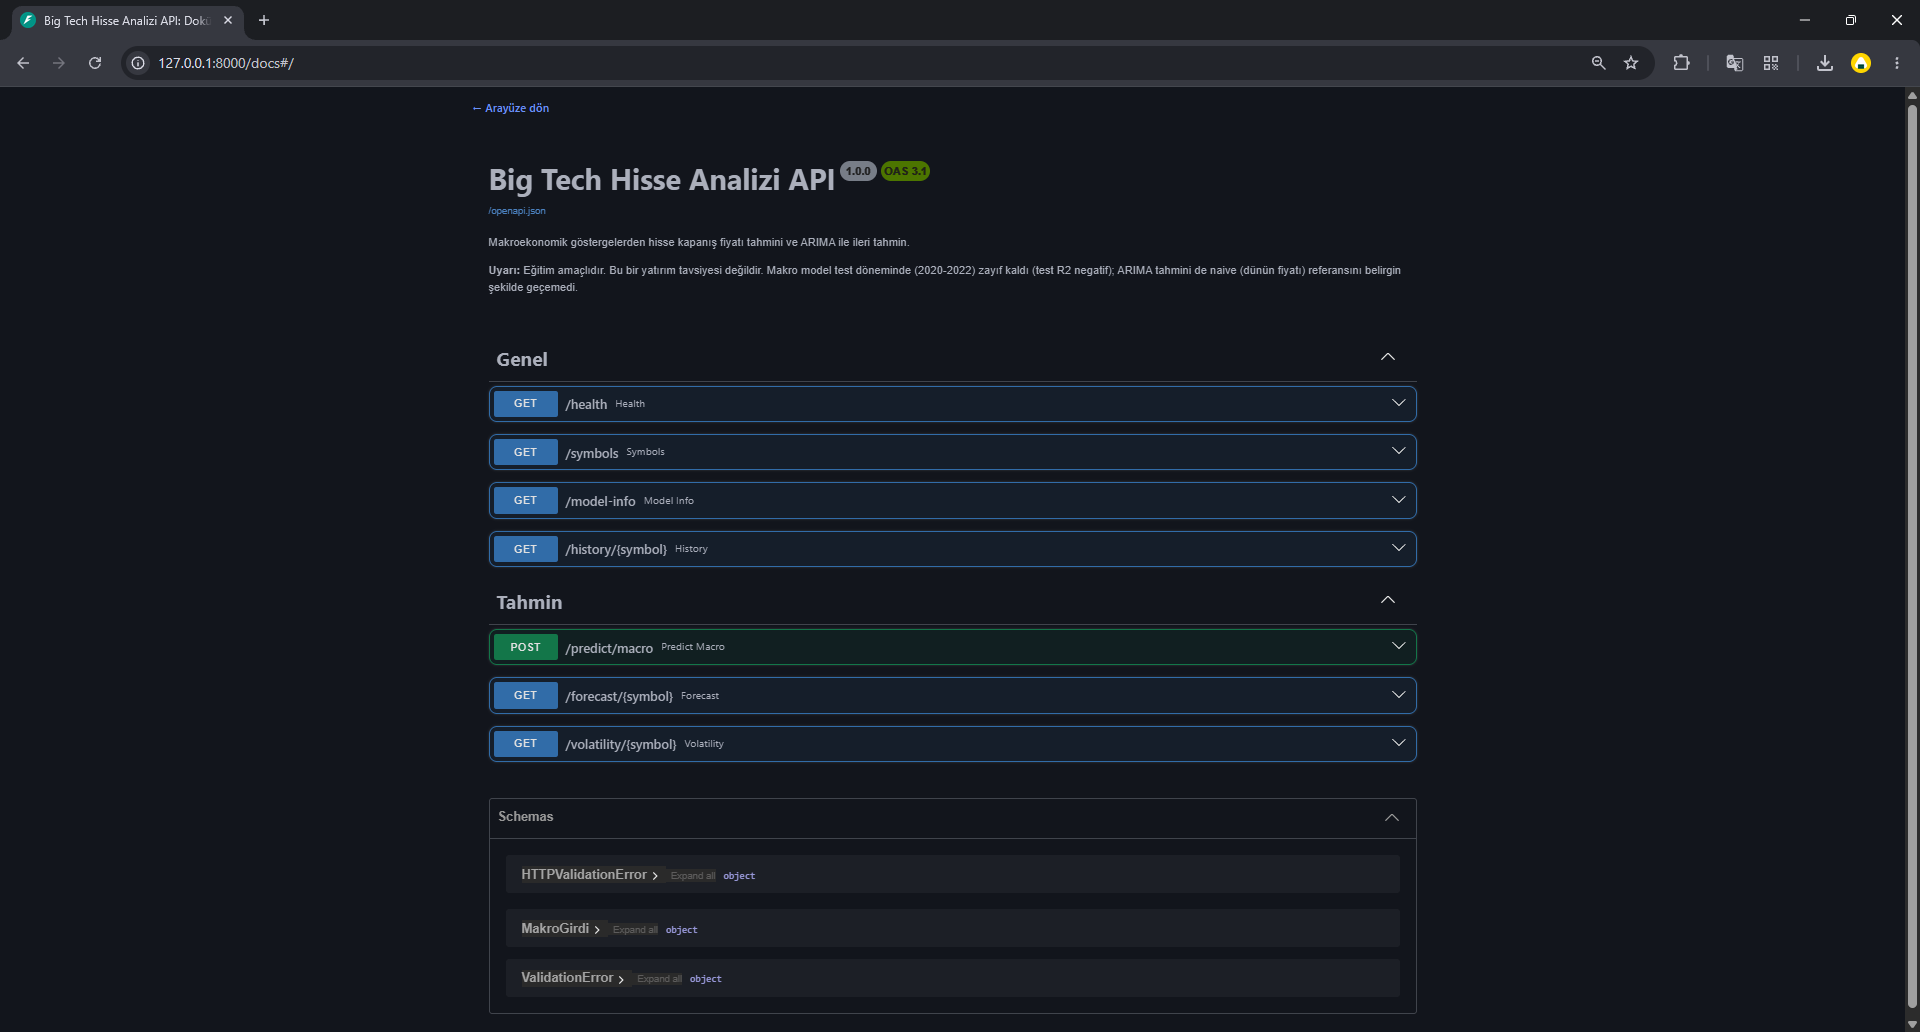 Big Tech Hisse Analizi API: Dok
127.0.0.1:8000/docs#/
← Arayüze dön
Big Tech Hisse Analizi API 1.0.0 OAS 3.1
/openapi.json
Makroekonomik göstergelerden hisse kapanış fiyatı tahmini ve ARIMA ile ileri tahmin.
Uyarı: Eğitim amaçlıdır. Bu bir yatırım tavsiyesi değildir. Makro model test döneminde (2020-2022) zayıf kaldı (test R2 negatif); ARIMA tahmini de naive (dünün fiyatı) referansını belirgin
şekilde geçemedi.
Genel
GET /health Health
GET /symbols Symbols
GET /model-info Model Info
GET /history/{symbol} History
Tahmin
POST /predict/macro Predict Macro
GET /forecast/{symbol} Forecast
GET /volatility/{symbol} Volatility
Schemas
HTTPValidationError Expand all object
MakroGirdi Expand all object
ValidationError Expand all object